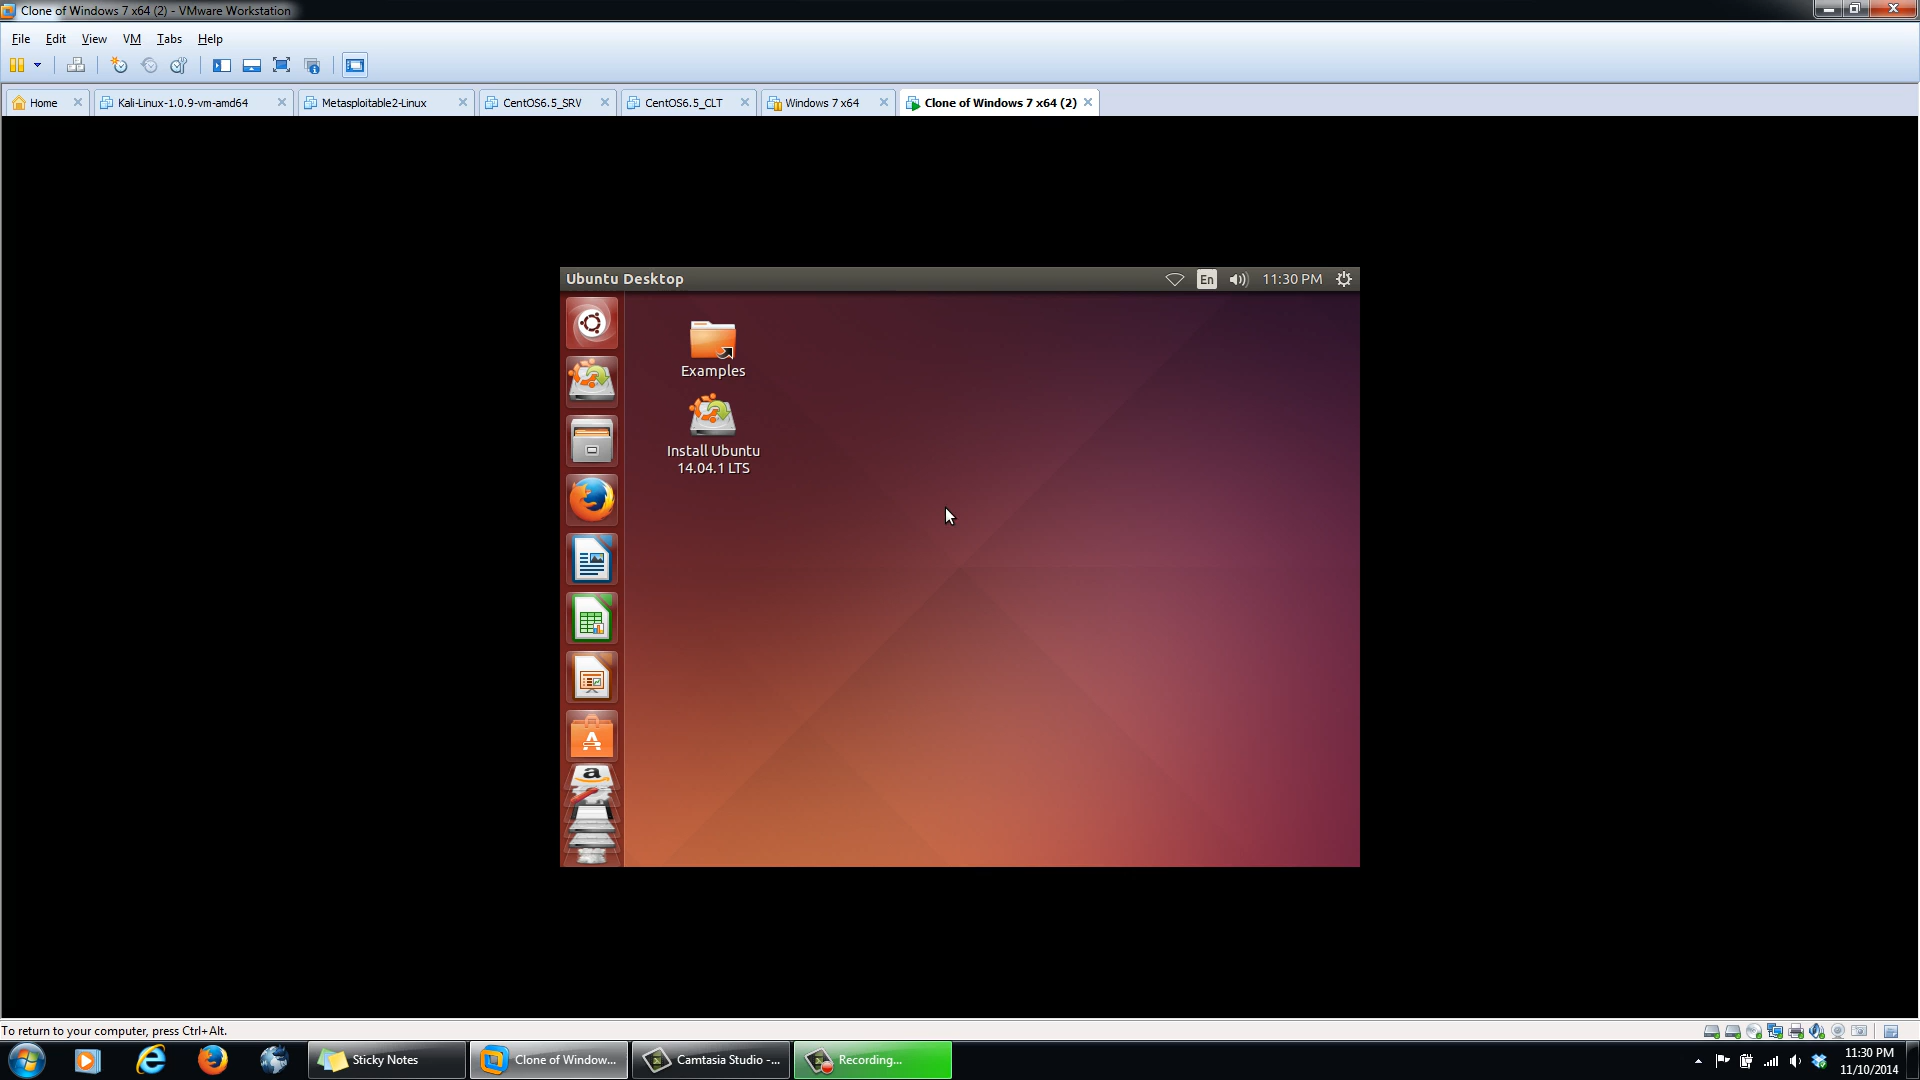 Clone of Windows 7 x64 (2) - VMware Workstation
File Edit View VM Tabs Help
Home Kali-Linux-1.0.9-vm-amd64 Metasploitable2-Linux CentOS6.5_SRV CentOS6.5_CLT Windows 7 x64 Clone of Windows 7 x64 (2)
Ubuntu Desktop En 11:30 PM
Examples
Install Ubuntu
14.04.1 LTS
To return to your computer, press Ctrl+Alt.
Sticky Notes Clone of Window... Camtasia Studio -... Recording... 11:30 PM
11/10/2014